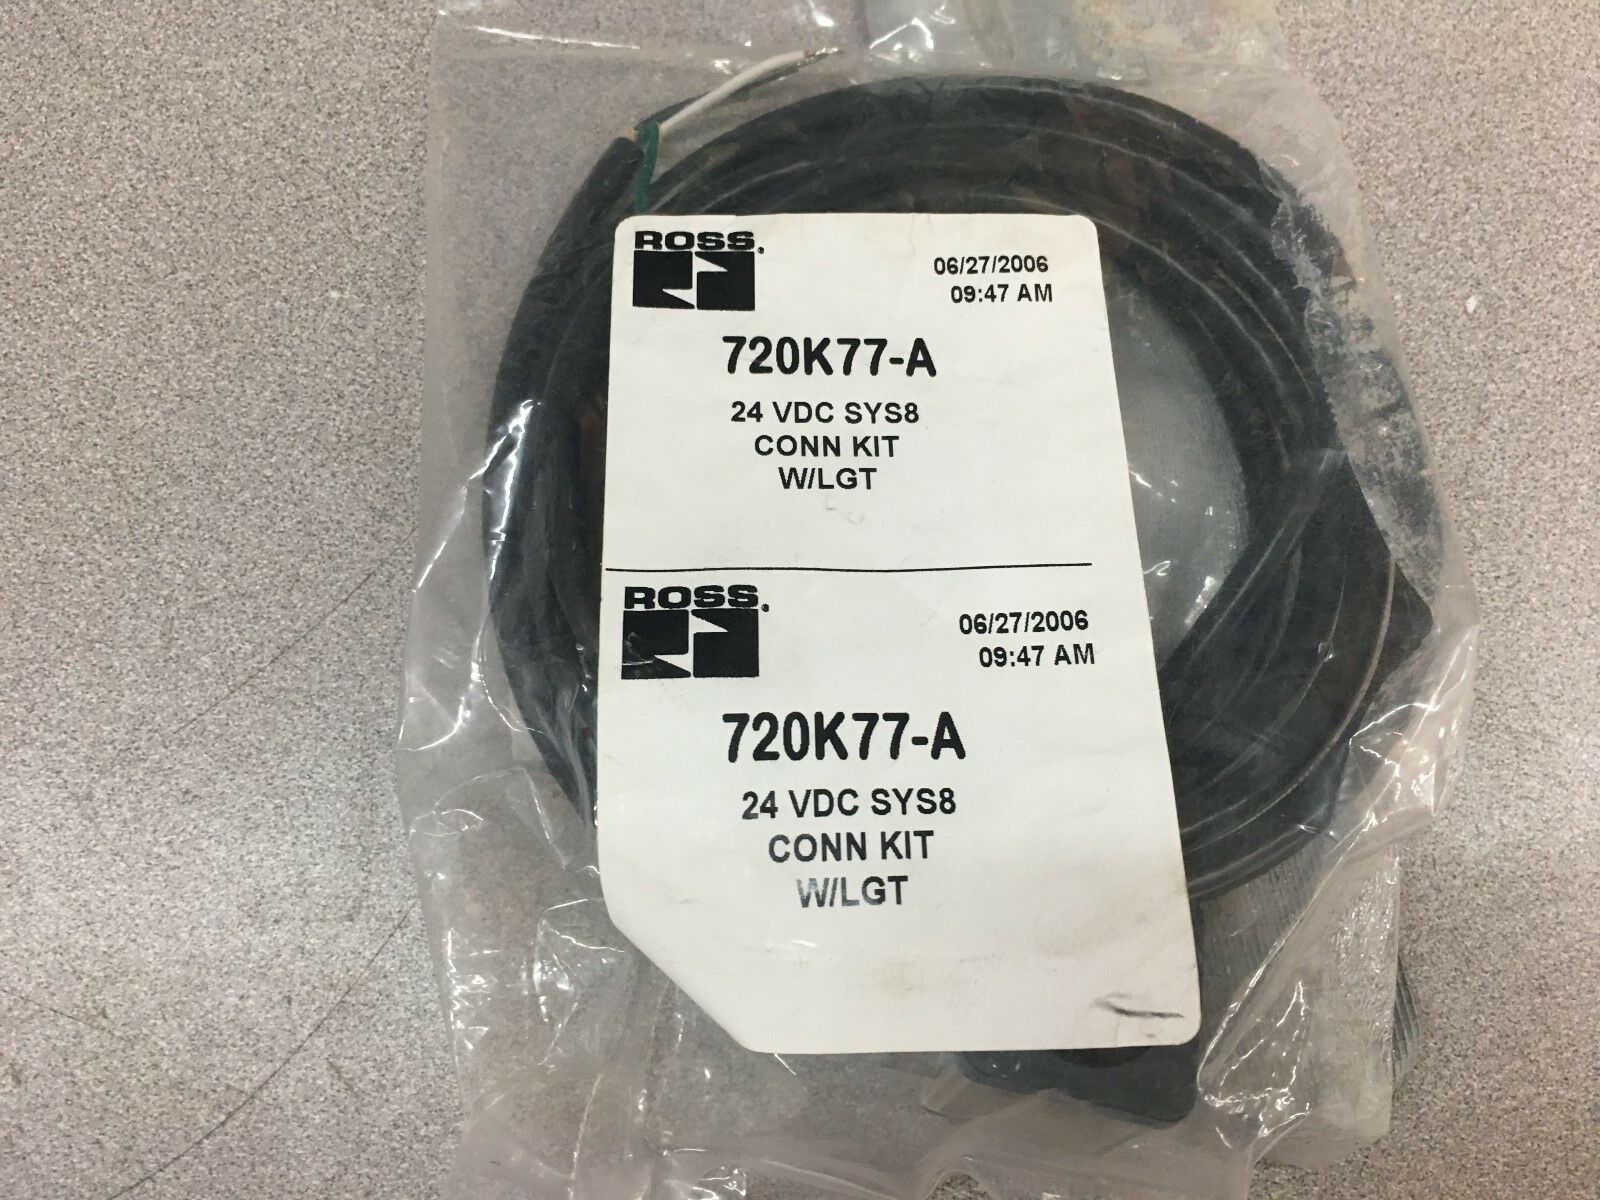 ROSS.
06/27/2006
09:47 AM
720K77-A
24 VDC SYS8
CONN KIT
W/LGT
ROSS.
06/27/2006
09:47 AM
720K77-A
24 VDC SYS8
CONN KIT
W/LGT